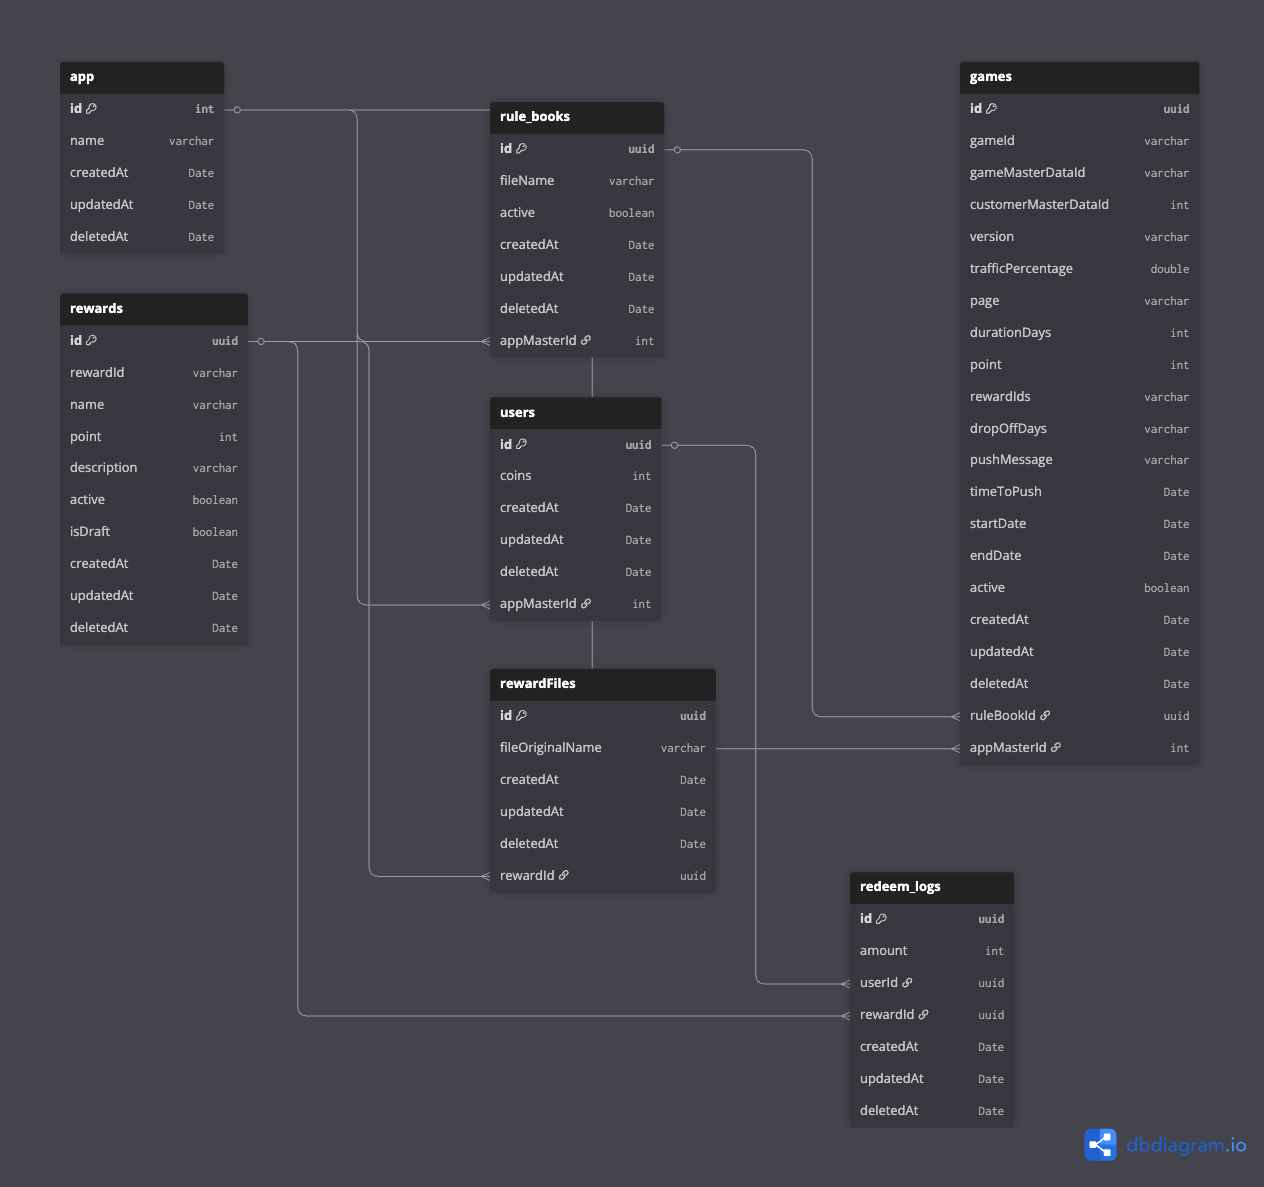 app
id int
name varchar
createdAt Date
updatedAt Date
deletedAt Date
rewards
id uuid
rewardId varchar
name varchar
point int
description varchar
active boolean
isDraft boolean
createdAt Date
updatedAt Date
deletedAt Date
rule_books
id uuid
fileName varchar
active boolean
createdAt Date
updatedAt Date
deletedAt Date
appMasterId int
users
id uuid
coins int
createdAt Date
updatedAt Date
deletedAt Date
appMasterId int
rewardFiles
id uuid
fileOriginalName varchar
createdAt Date
updatedAt Date
deletedAt Date
rewardId uuid
games
id uuid
gameId varchar
gameMasterDataId varchar
customerMasterDataId int
version varchar
trafficPercentage double
page varchar
durationDays int
point int
rewardIds varchar
dropOffDays varchar
pushMessage varchar
timeToPush Date
startDate Date
endDate Date
active boolean
createdAt Date
updatedAt Date
deletedAt Date
ruleBookId uuid
appMasterId int
redeem_logs
id uuid
amount int
userId uuid
rewardId uuid
createdAt Date
updatedAt Date
deletedAt Date
dbdiagram.io